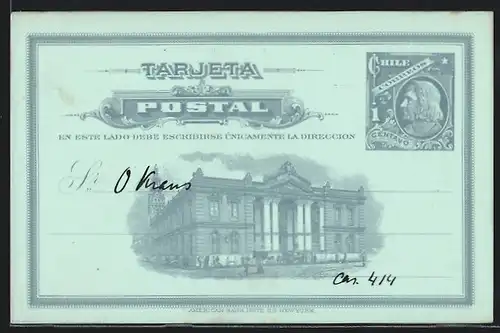 TARJETA
POSTAL
EN ESTE LADO DEBE ESCRIBIRSE ÚNICAMENTE LA DIRECCION
CHILE
1
CENTAVO
Sr. O Kraus
Cas. 414
AMERICAN BANK NOTE CO. NEW YORK.